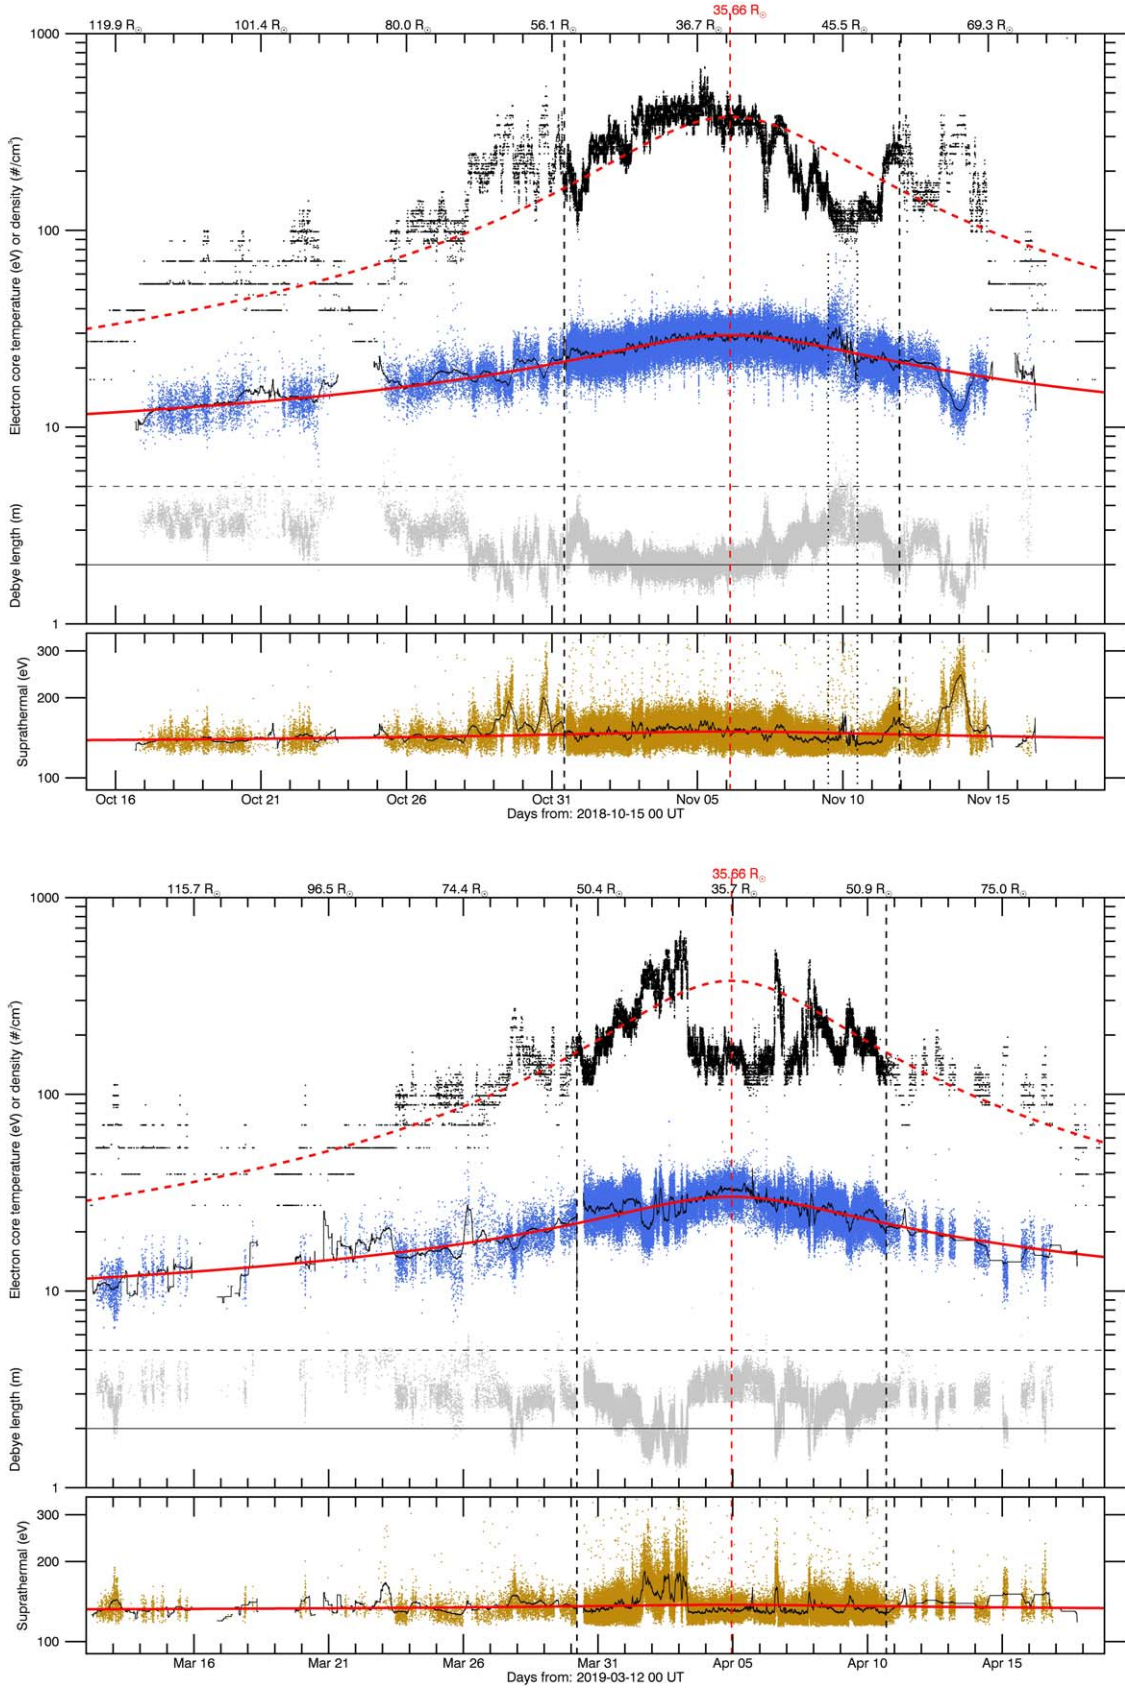 35.66 R☉
119.9 R☉ 101.4 R☉ 80.0 R☉ 56.1 R☉ 36.7 R☉ 45.5 R☉ 69.3 R☉
1000
100
10
1
Electron core temperature (eV) or density (#/cm³)
Debye length (m)
300
200
100
Suprathermal (eV)
Oct 16 Oct 21 Oct 26 Oct 31 Nov 05 Nov 10 Nov 15
Days from: 2018-10-15 00 UT
35.66 R☉
115.7 R☉ 96.5 R☉ 74.4 R☉ 50.4 R☉ 35.7 R☉ 50.9 R☉ 75.0 R☉
1000
100
10
1
Electron core temperature (eV) or density (#/cm³)
Debye length (m)
300
200
100
Suprathermal (eV)
Mar 16 Mar 21 Mar 26 Mar 31 Apr 05 Apr 10 Apr 15
Days from: 2019-03-12 00 UT